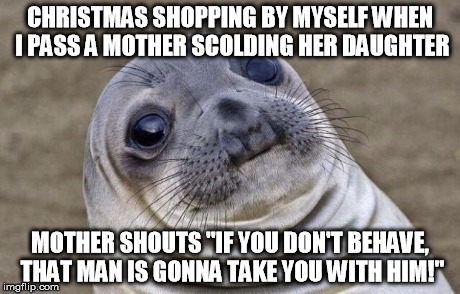 CHRISTMAS SHOPPING BY MYSELF WHEN
I PASS A MOTHER SCOLDING HER DAUGHTER
MOTHER SHOUTS "IF YOU DON'T BEHAVE,
THAT MAN IS GONNA TAKE YOU WITH HIM!"
imgflip.com